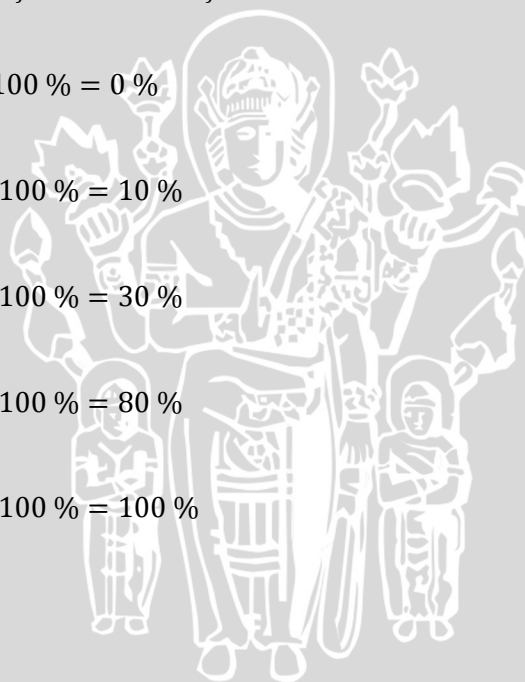 100 % = 0 %
100 % = 10 %
100 % = 30 %
100 % = 80 %
100 % = 100 %